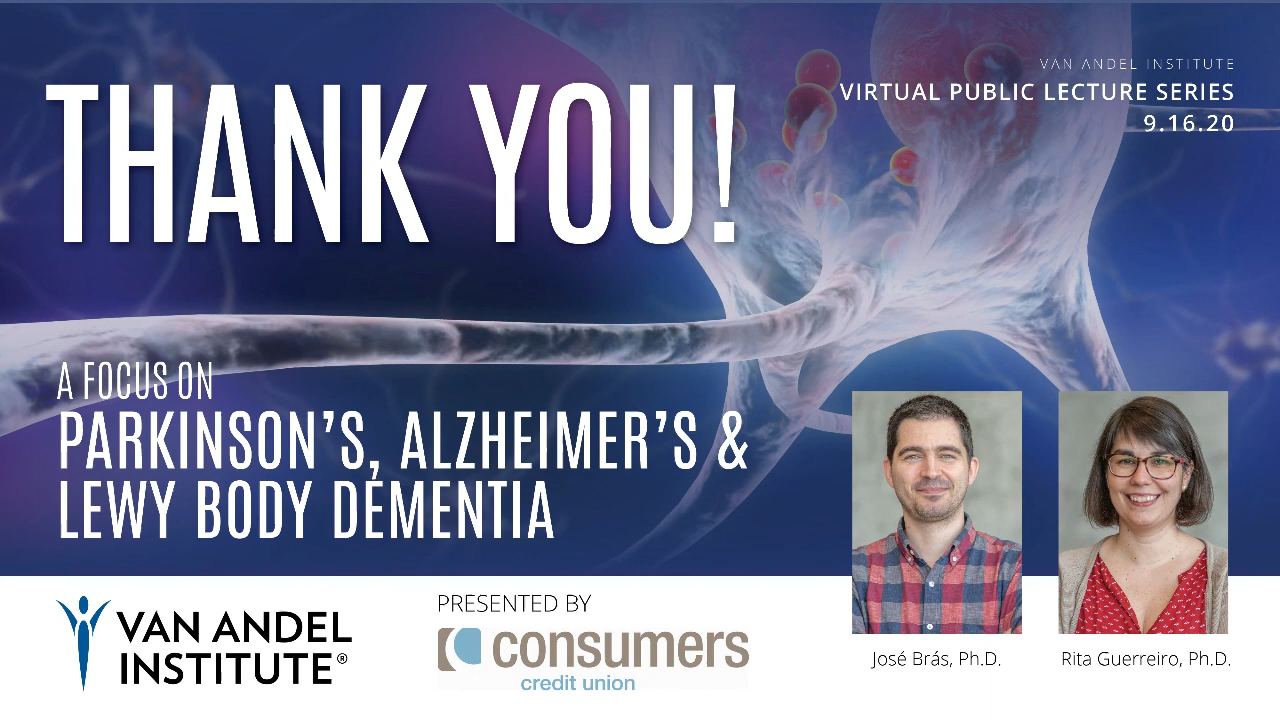 THANK YOU!
VAN ANDEL INSTITUTE
VIRTUAL PUBLIC LECTURE SERIES
9.16.20
A FOCUS ON
PARKINSON’S, ALZHEIMER’S &
LEWY BODY DEMENTIA
VAN ANDEL
INSTITUTE®
PRESENTED BY
consumers
credit union
José Brás, Ph.D.
Rita Guerreiro, Ph.D.